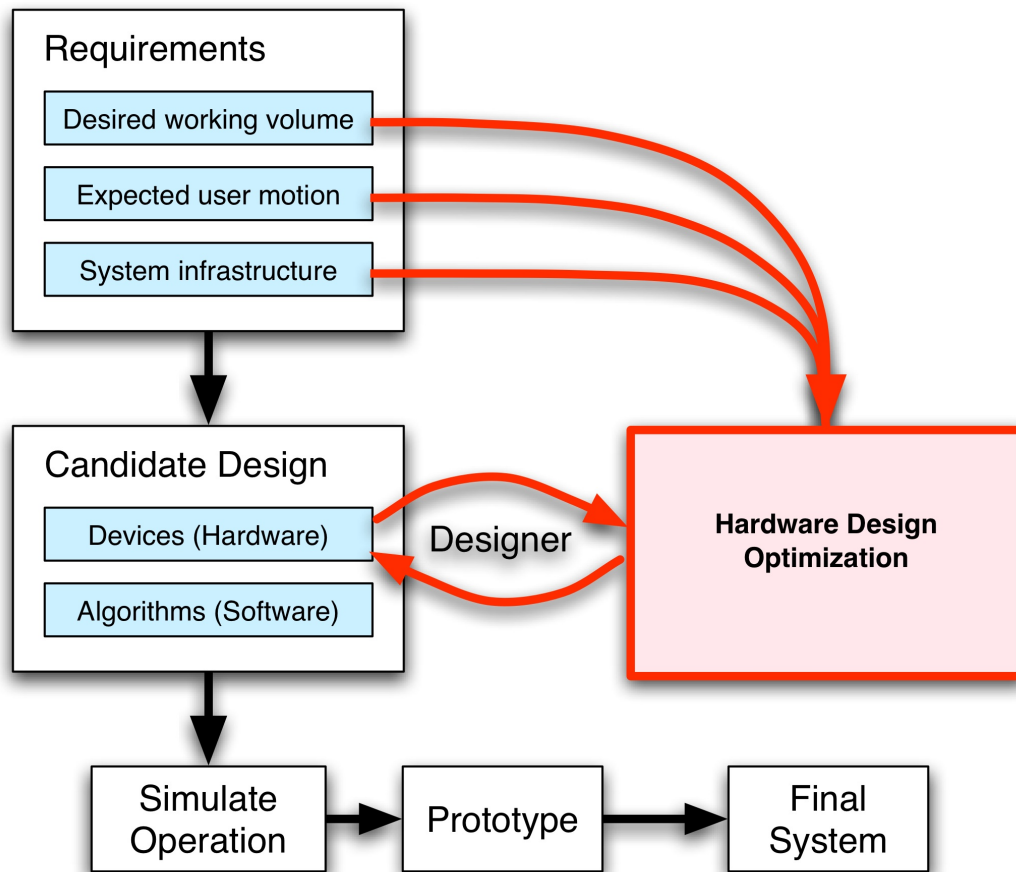 Requirements
Desired working volume
Expected user motion
System infrastructure
Candidate Design
Devices (Hardware)
Algorithms (Software)
Designer
Hardware Design
Optimization
Simulate
Operation
Prototype
Final
System